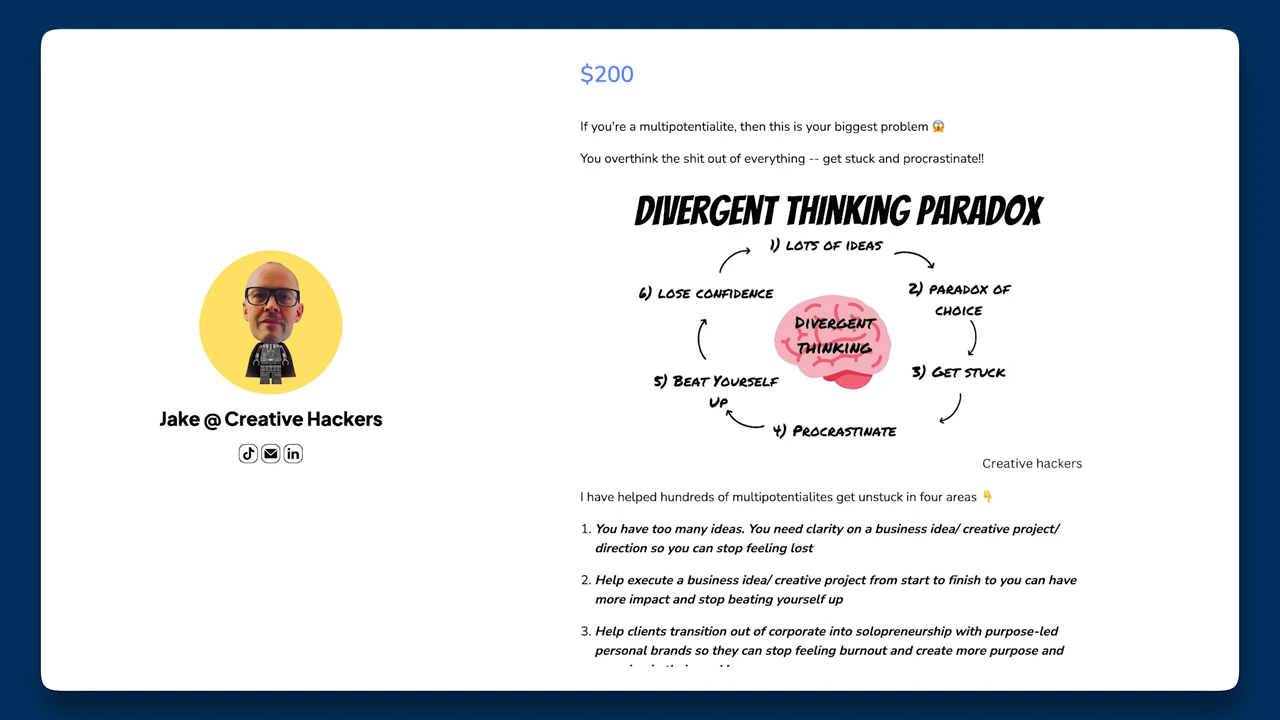 Jake @ Creative Hackers
$200
If you're a multipotentialite, then this is your biggest problem 😱
You overthink the shit out of everything -- get stuck and procrastinate!!
DIVERGENT THINKING PARADOX
1) LOTS OF IDEAS
2) PARADOX OF
CHOICE
3) GET STUCK
4) PROCRASTINATE
5) BEAT YOURSELF
UP
6) LOSE CONFIDENCE
DIVERGENT
THINKING
Creative hackers
I have helped hundreds of multipotentialites get unstuck in four areas 👇
1. You have too many ideas. You need clarity on a business idea/ creative project/
direction so you can stop feeling lost
2. Help execute a business idea/ creative project from start to finish to you can have
more impact and stop beating yourself up
3. Help clients transition out of corporate into solopreneurship with purpose-led
personal brands so they can stop feeling burnout and create more purpose and